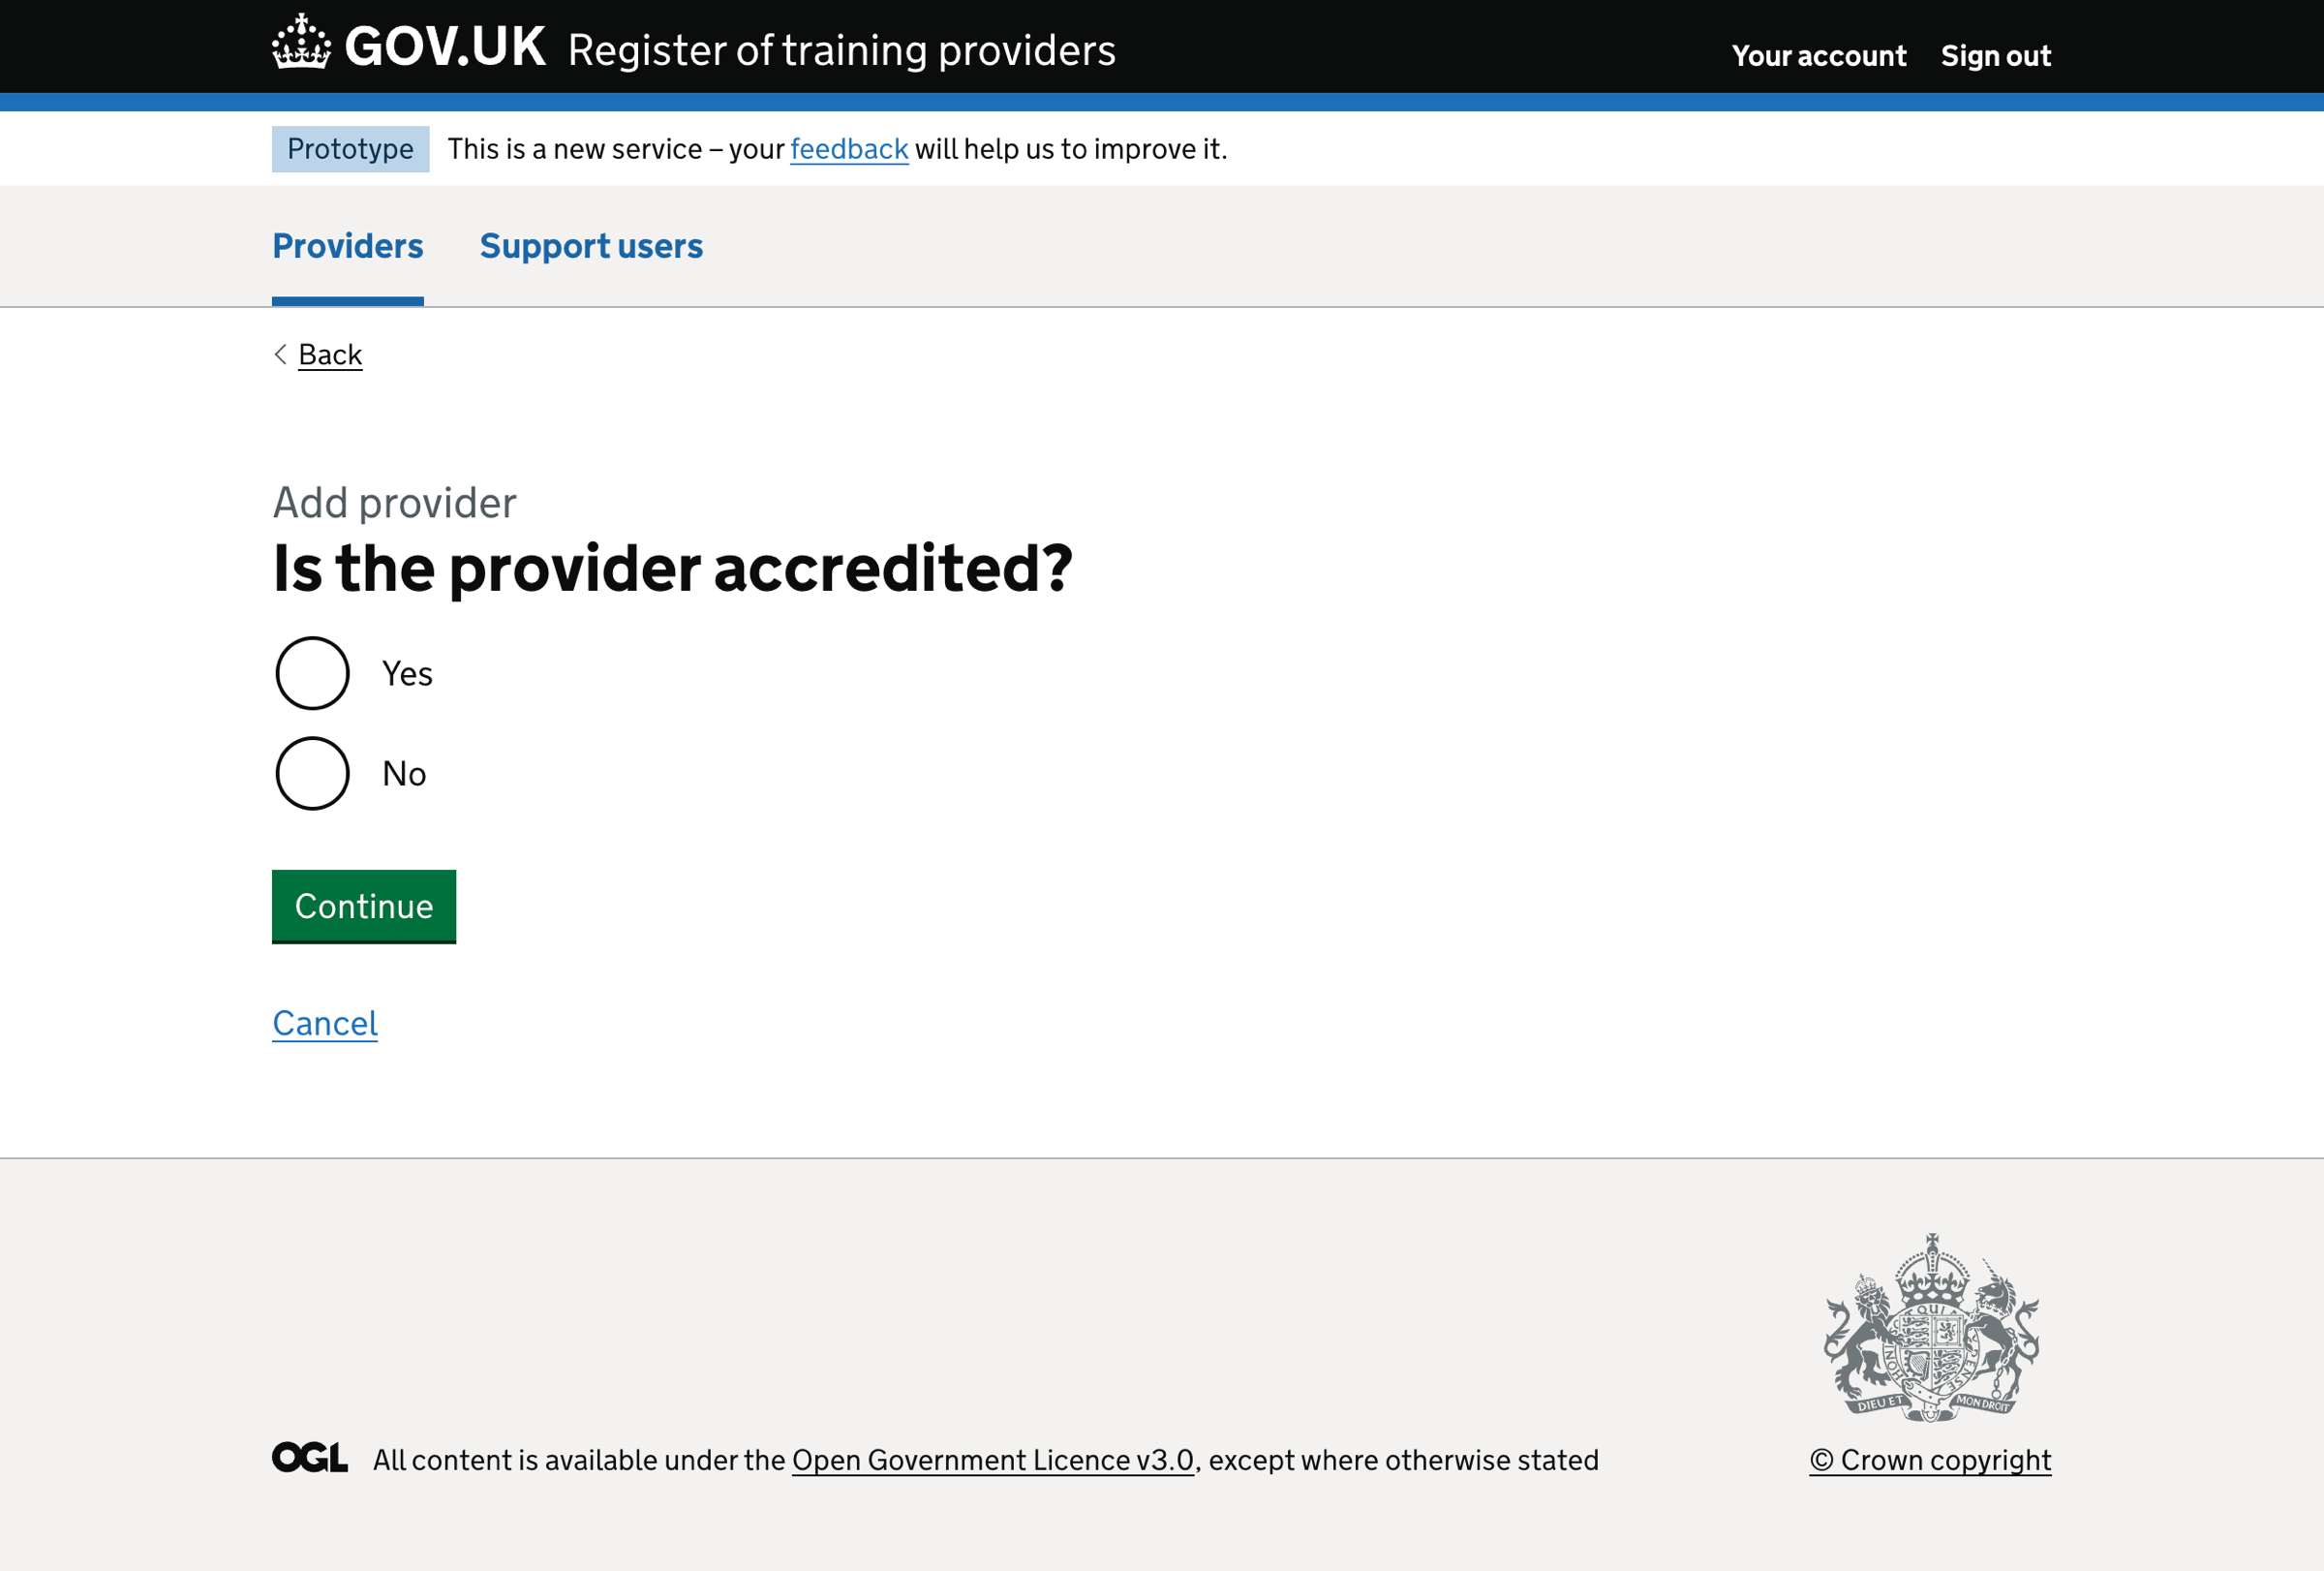 GOV.UK Register of training providers
Your account Sign out
Prototype This is a new service – your feedback will help us to improve it.
Providers Support users
Back
Add provider
Is the provider accredited?
Yes
No
Continue
Cancel
DIEU ET MON DROIT
OGL All content is available under the Open Government Licence v3.0, except where otherwise stated
© Crown copyright